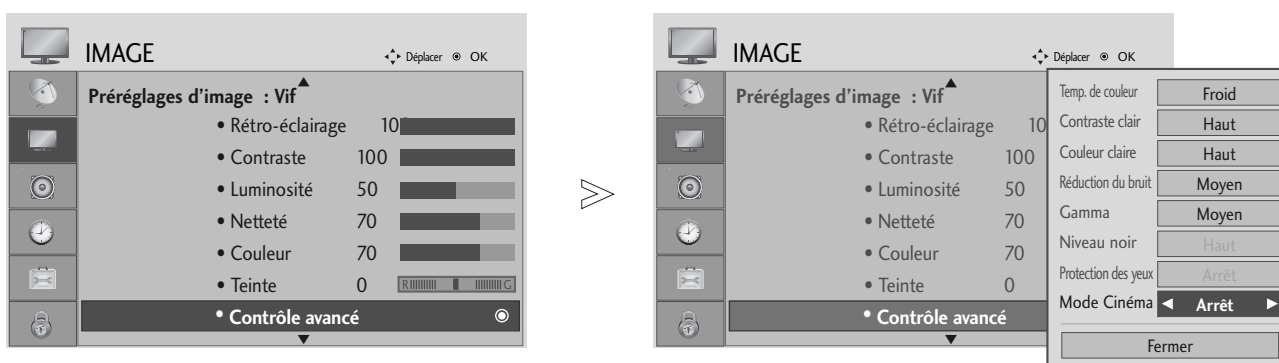 IMAGE
Déplacer OK
Préréglages d'image : Vif
• Rétro-éclairage 10
• Contraste 100
• Luminosité 50
• Netteté 70
• Couleur 70
• Teinte 0 R G
• Contrôle avancé
IMAGE
Déplacer OK
Préréglages d'image : Vif
• Rétro-éclairage 10
• Contraste 100
• Luminosité 50
• Netteté 70
• Couleur 70
• Teinte 0
• Contrôle avancé
Temp. de couleur Froid
Contraste clair Haut
Couleur claire Haut
Réduction du bruit Moyen
Gamma Moyen
Niveau noir Haut
Protection des yeux Arrêt
Mode Cinéma ◄ Arrêt ►
Fermer